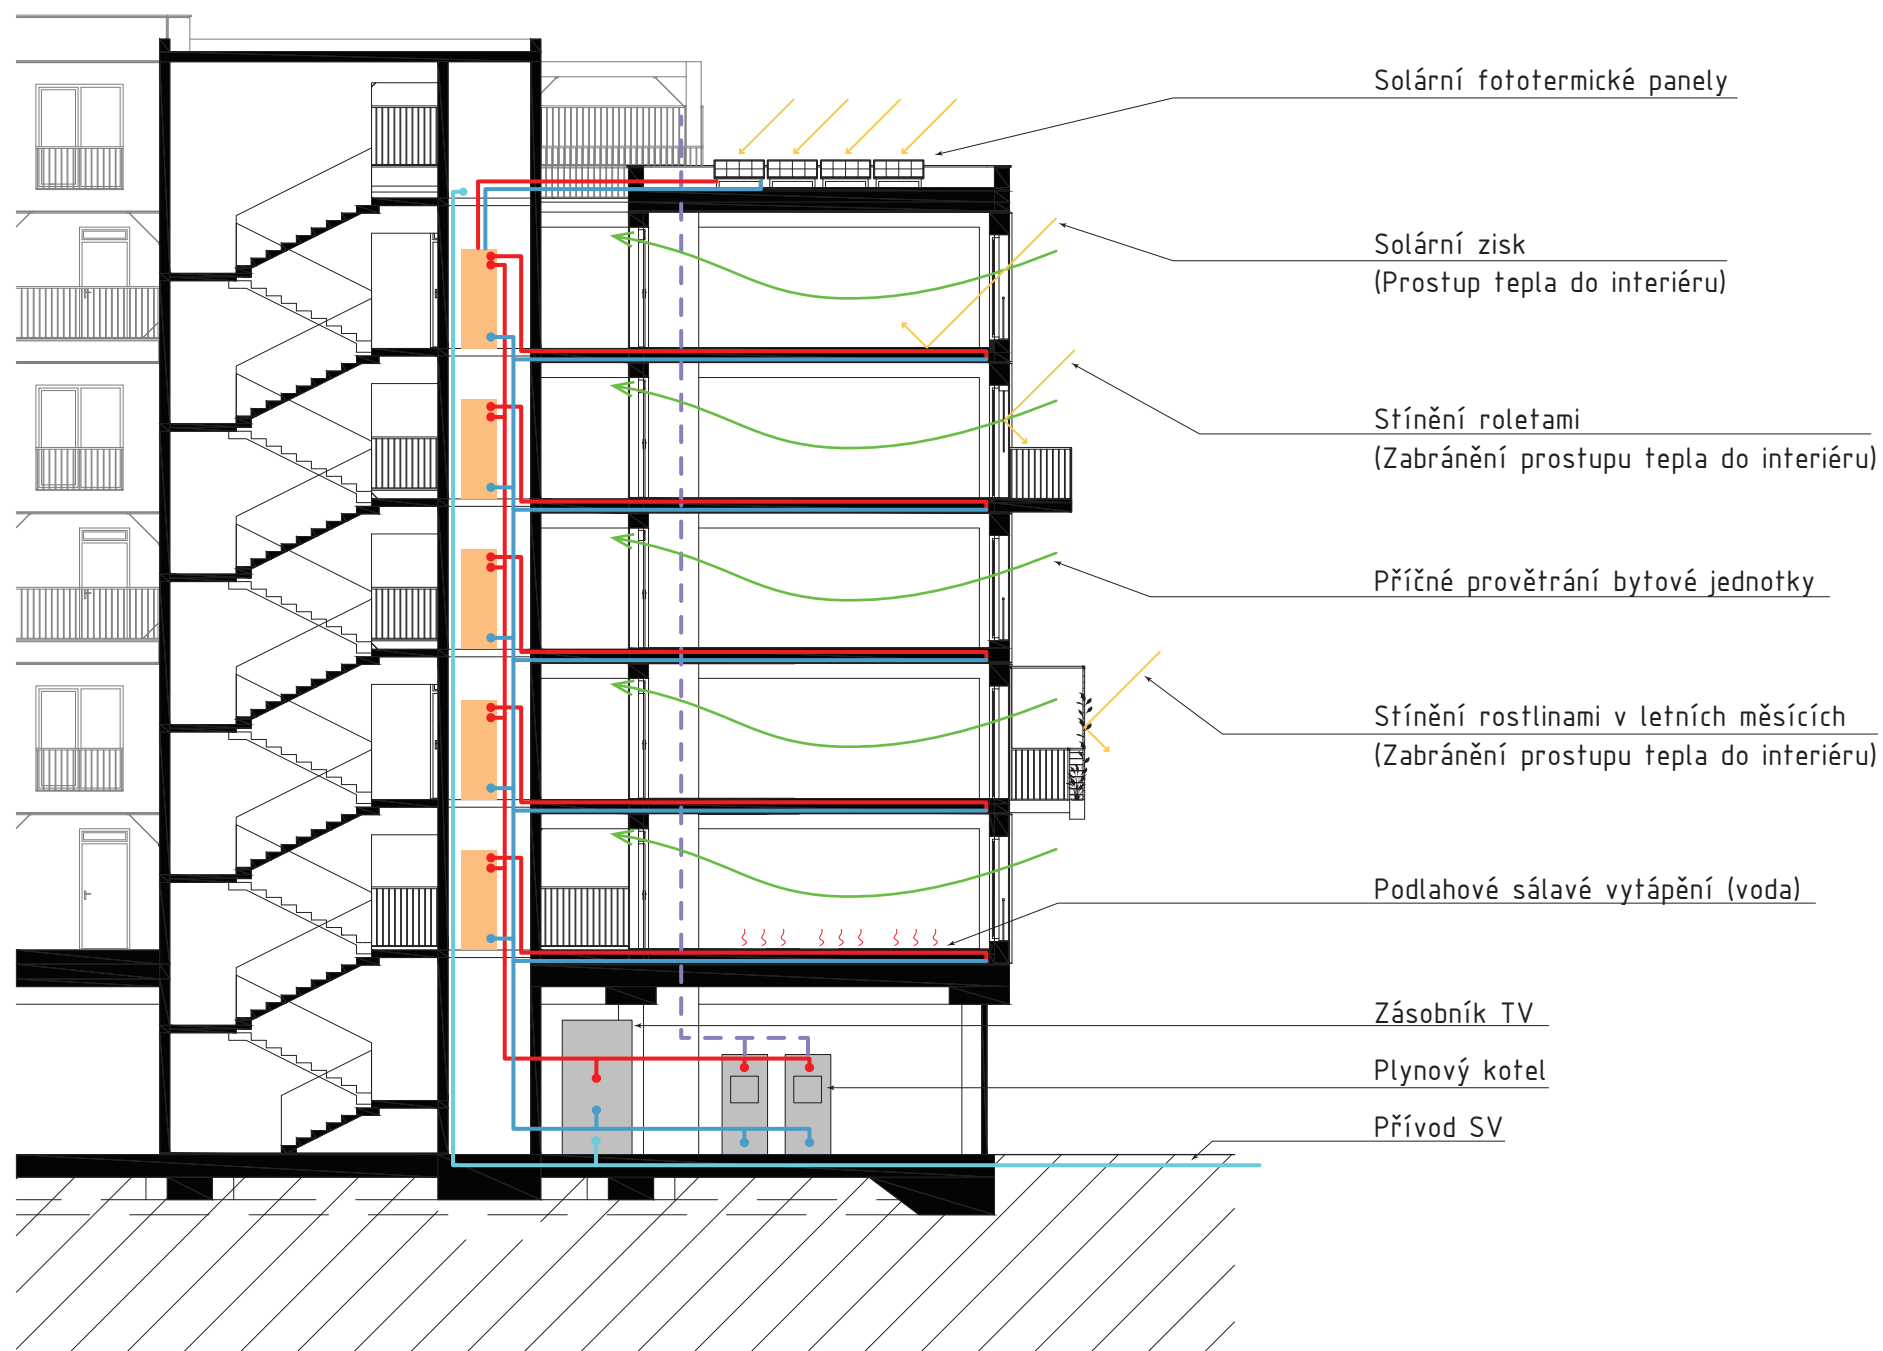 Solární fototermické panely
Solární zisk
(Prostup tepla do interiéru)
Stínění roletami
(Zabránění prostupu tepla do interiéru)
Příčné provětrání bytové jednotky
Stínění rostlinami v letních měsících
(Zabránění prostupu tepla do interiéru)
Podlahové sálavé vytápění (voda)
Zásobník TV
Plynový kotel
Přívod SV